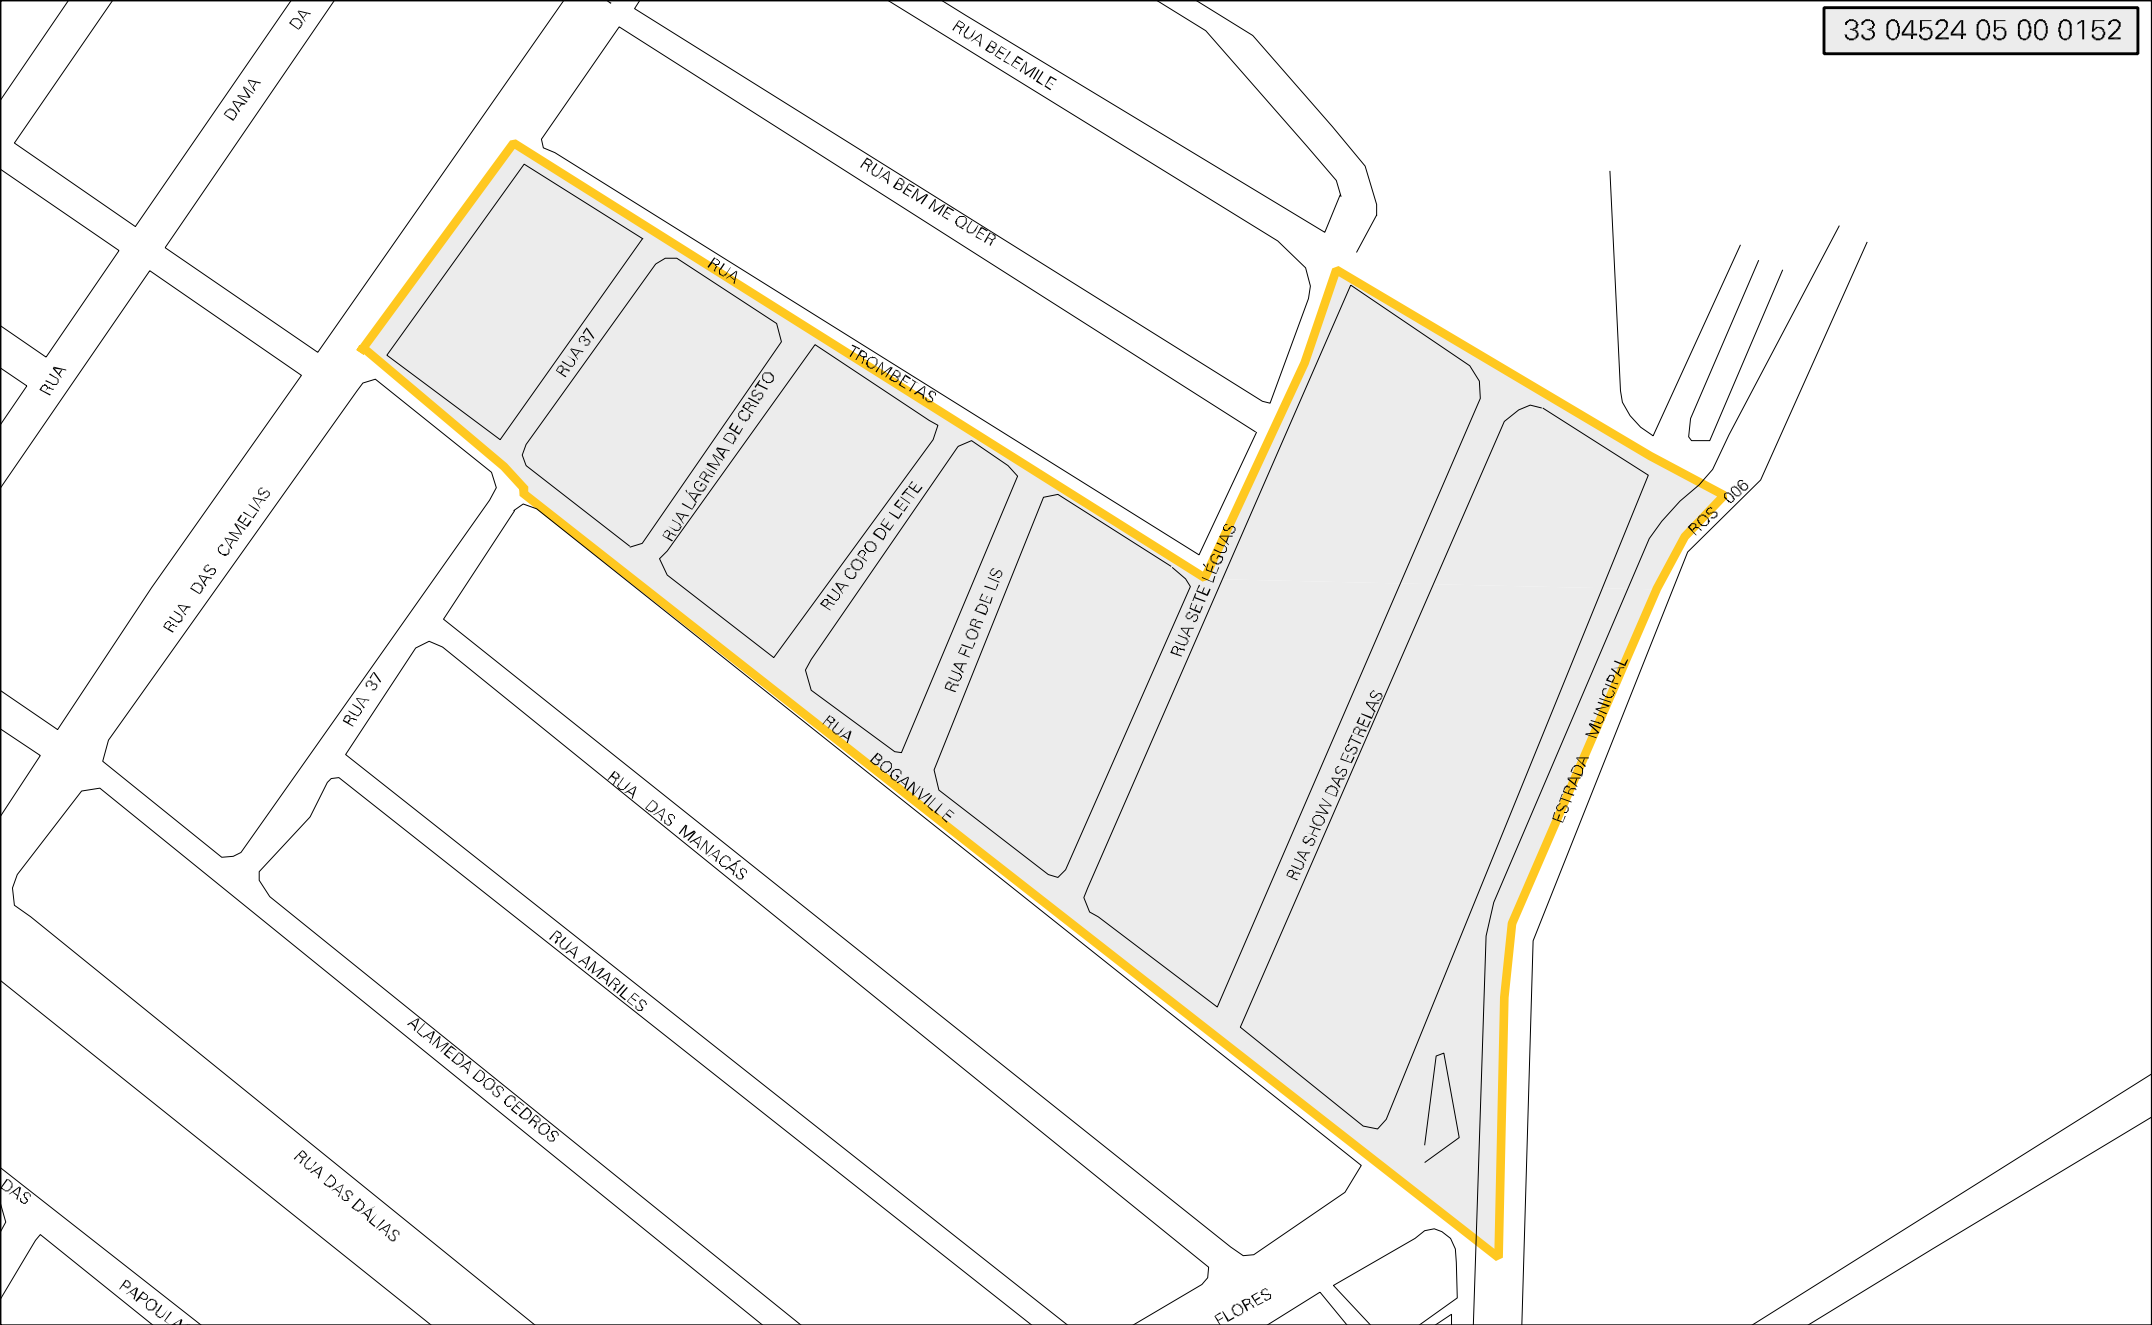 33 04524 05 00 0152
DA
DAMA
RUA
RUA BELEMILE
RUA BEM ME QUER
RUA TROMBETAS
RUA 37
RUA LÁGRIMA DE CRISTO
RUA COPO DE LEITE
RUA FLOR DE LIS
RUA SETE LÉGUAS
RUA SHOW DAS ESTRELAS
ROS 006
ESTRADA MUNICIPAL
RUA DAS CAMELIAS
RUA 37
RUA BOGANVILLE
RUA DAS MANACÁS
RUA AMARILES
ALAMEDA DOS CEDROS
RUA DAS DÁLIAS
DAS
PAPOULA
FLORES